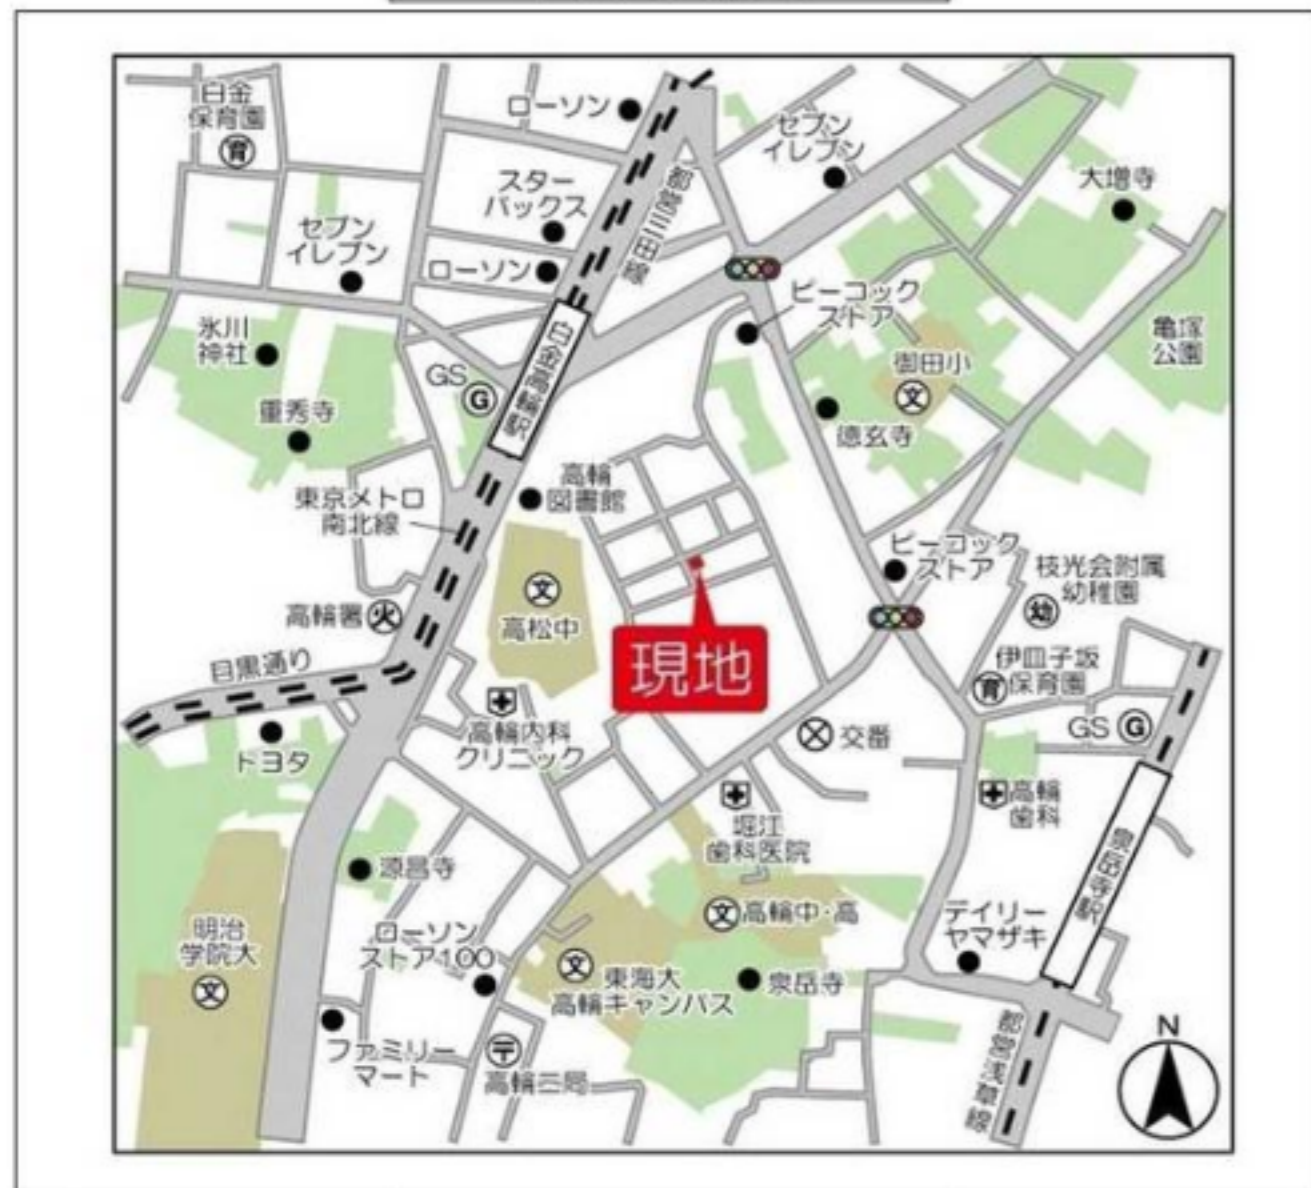 白金
保育園
育
ローソン
セブン
イレブン
都営三田線
大増寺
スター
バックス
セブン
イレブン
ローソン
ピーコック
ストア
亀塚
公園
氷川
神社
白金高輪駅
GS
G
御田小
文
重秀寺
徳玄寺
東京メトロ
南北線
高輪
図書館
ピーコック
ストア
枝光会附属
幼稚園
幼
高輪署
火
文
高松中
現地
目黒通り
伊皿子坂
保育園
育
トヨタ
高輪内科
クリニック
交番
GS
G
高輪
歯科
堀江
歯科医院
泉岳寺駅
源昌寺
文
高輪中・高
デイリー
ヤマザキ
明治
学院大
文
ローソン
ストア100
文
東海大
高輪キャンパス
泉岳寺
ファミリー
マート
〒
高輪二局
都営浅草線
N